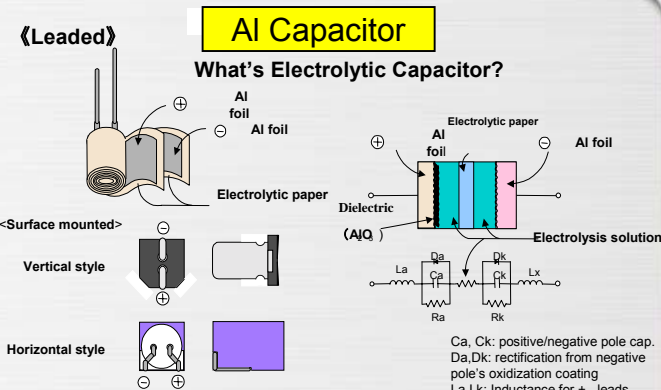 《Leaded》
Al Capacitor
What's Electrolytic Capacitor?
⊕
Al
foil
⊖
Al foil
Electrolytic paper
Electrolytic paper
⊕
Al
foil
⊖
Al foil
Dielectric
(Al2O3)
Electrolysis solution
<Surface mounted>
⊖
Vertical style
⊕
Horizontal style
⊖ ⊕
La
Da
Ca
Ra
Dk
Ck
Rk
Lx
Ca, Ck: positive/negative pole cap.
Da,Dk: rectification from negative
pole's oxidization coating